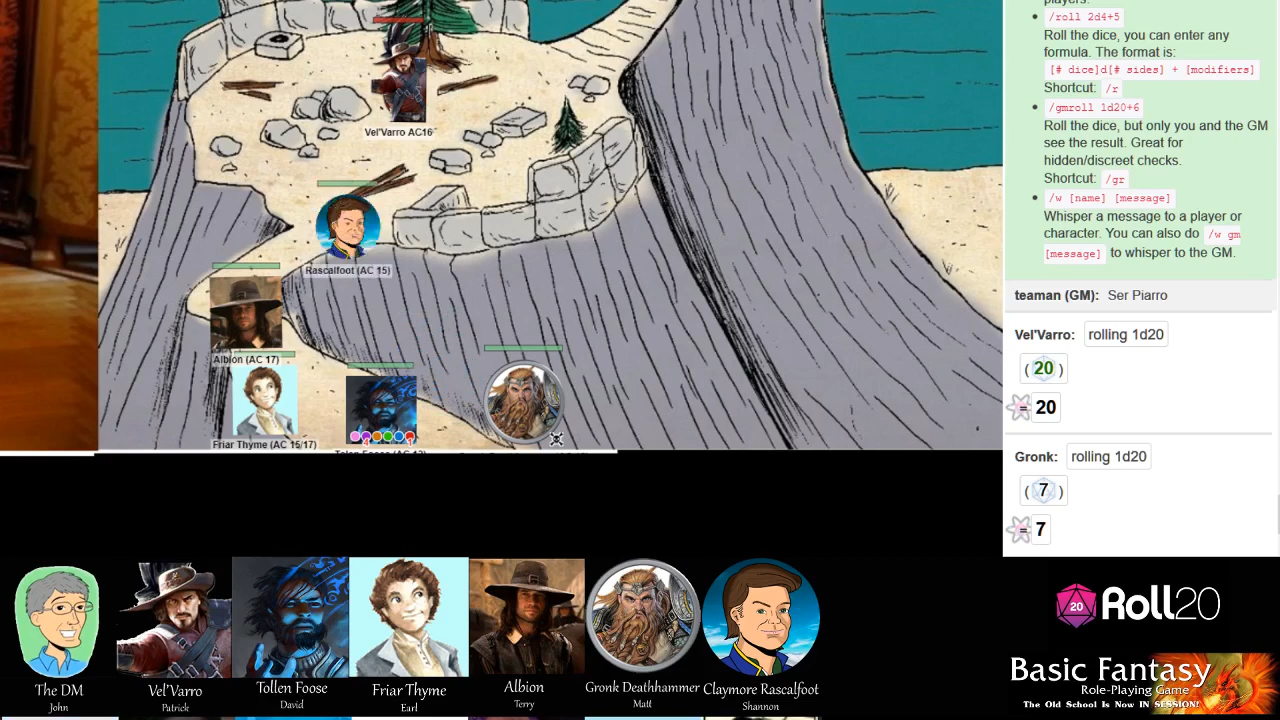 players.
/roll 2d4+5
Roll the dice, you can enter any
formula. The format is:
[# dice]d[# sides] + [modifiers]
Shortcut: /r
/gmroll 1d20+6
Roll the dice, but only you and the GM
see the result. Great for
hidden/discreet checks.
Shortcut: /gr
/w [name] [message]
Whisper a message to a player or
character. You can also do /w gm
[message] to whisper to the GM.
teaman (GM): Ser Piarro
Vel'Varro: rolling 1d20
(20)
= 20
Gronk: rolling 1d20
(7)
= 7
Vel'Varro AC16
Rascalfoot (AC 15)
Albion (AC 17)
Friar Thyme (AC 15/17)
The DM
John
Vel'Varro
Patrick
Tollen Foose
David
Friar Thyme
Earl
Albion
Terry
Gronk Deathhammer
Matt
Claymore Rascalfoot
Shannon
20 Roll20
Basic Fantasy
Role-Playing Game
The Old School Is Now IN SESSION!